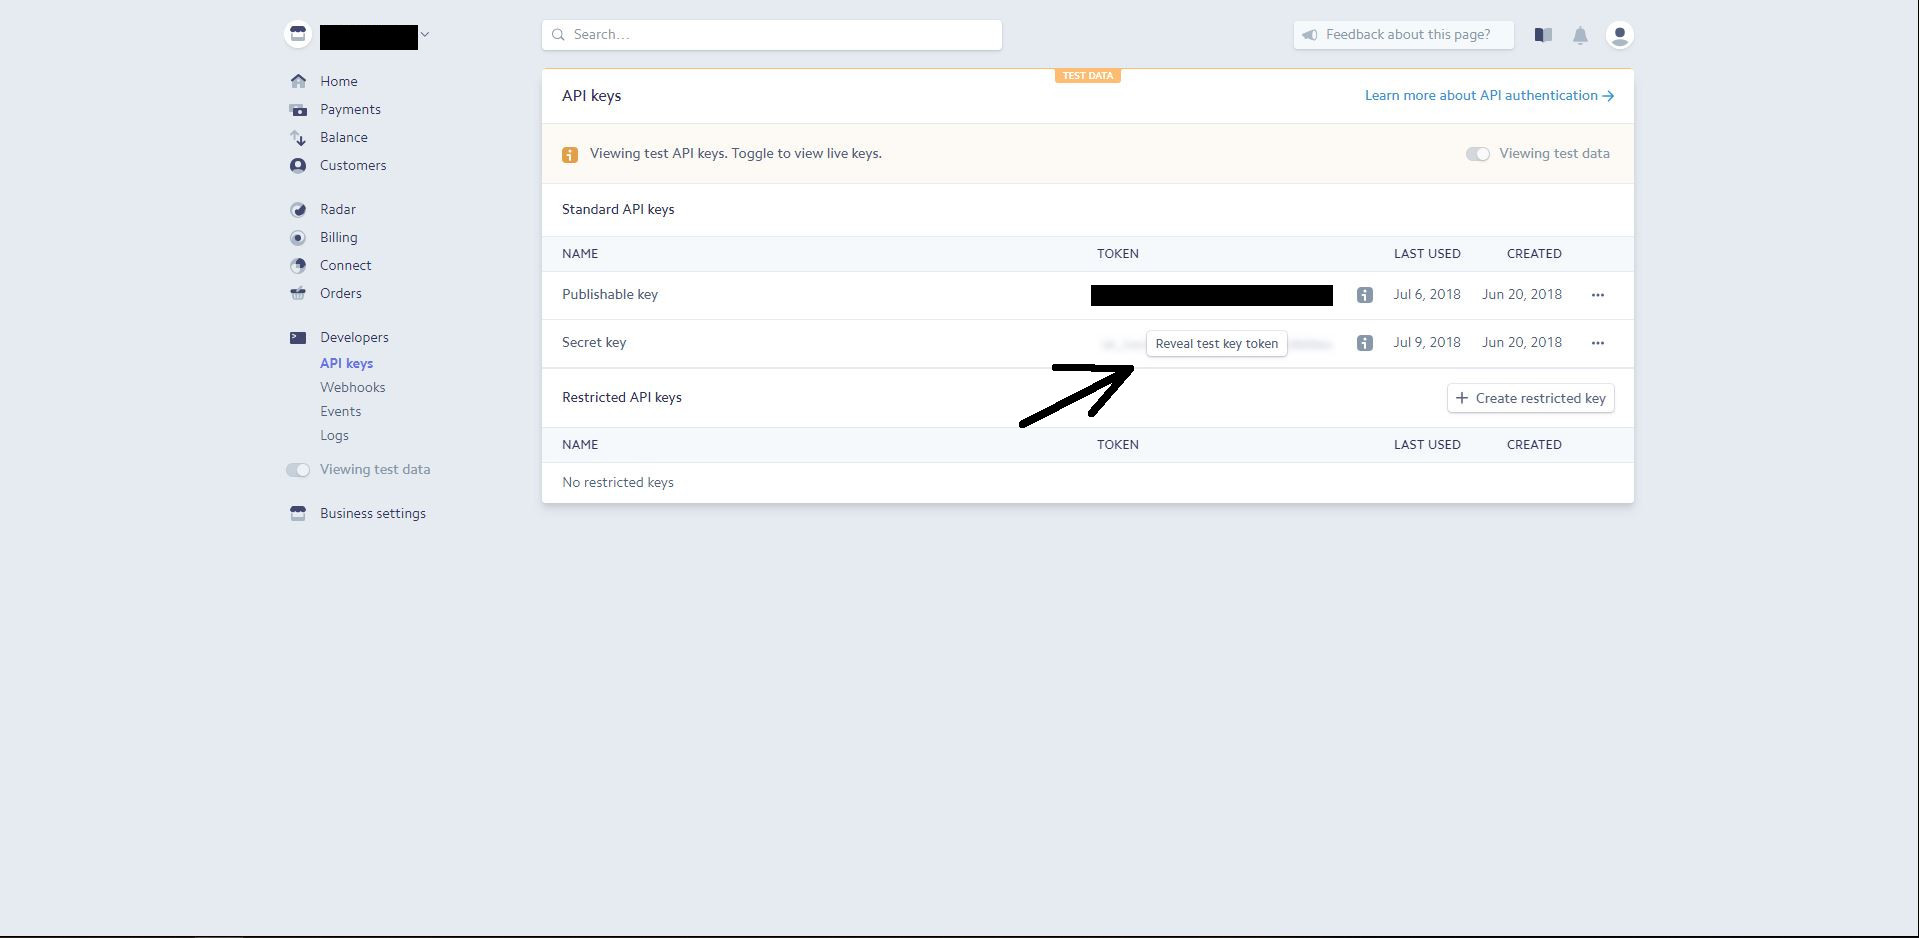 Search...
Feedback about this page?
Home
Payments
Balance
Customers
Radar
Billing
Connect
Orders
Developers
API keys
Webhooks
Events
Logs
Viewing test data
Business settings
TEST DATA
API keys
Learn more about API authentication →
Viewing test API keys. Toggle to view live keys.
Viewing test data
Standard API keys
NAME TOKEN LAST USED CREATED
Publishable key Jul 6, 2018 Jun 20, 2018
Secret key Reveal test key token Jul 9, 2018 Jun 20, 2018
Restricted API keys
+ Create restricted key
NAME TOKEN LAST USED CREATED
No restricted keys